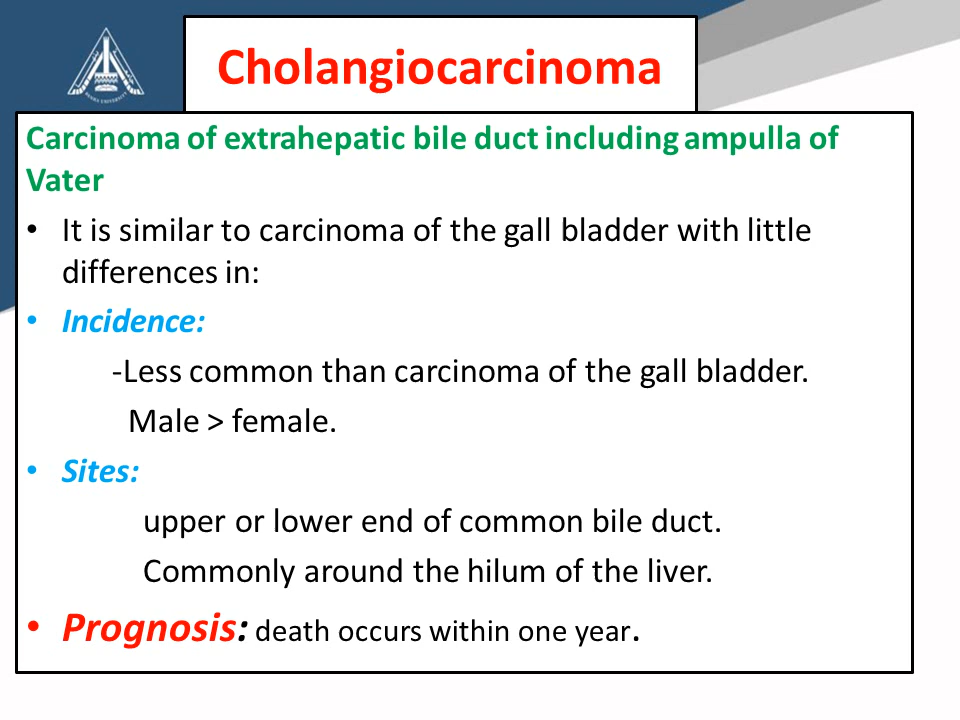 Cholangiocarcinoma
Carcinoma of extrahepatic bile duct including ampulla of
Vater
• It is similar to carcinoma of the gall bladder with little
differences in:
• Incidence:
-Less common than carcinoma of the gall bladder.
Male > female.
• Sites:
upper or lower end of common bile duct.
Commonly around the hilum of the liver.
• Prognosis: death occurs within one year.